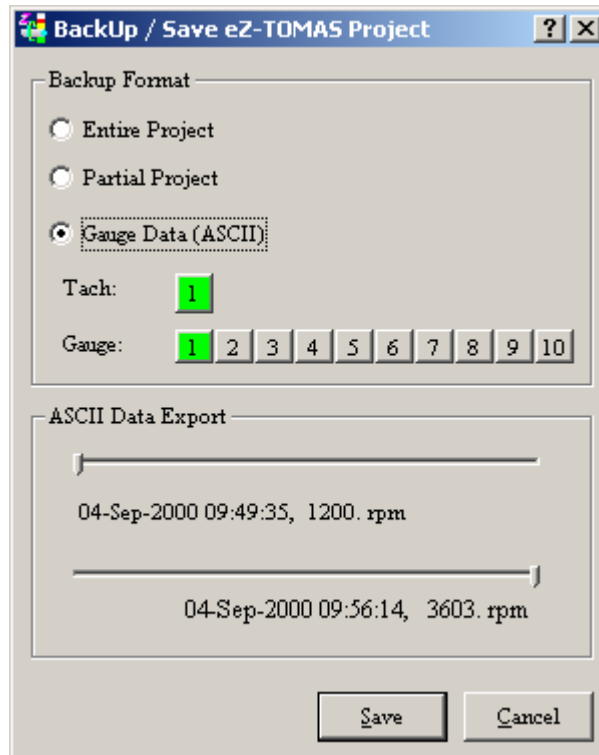 BackUp / Save eZ-TOMAS Project
Backup Format
Entire Project
Partial Project
Gauge Data (ASCII)
Tach: 1
Gauge: 1 2 3 4 5 6 7 8 9 10
ASCII Data Export
04-Sep-2000 09:49:35, 1200. rpm
04-Sep-2000 09:56:14, 3603. rpm
Save Cancel